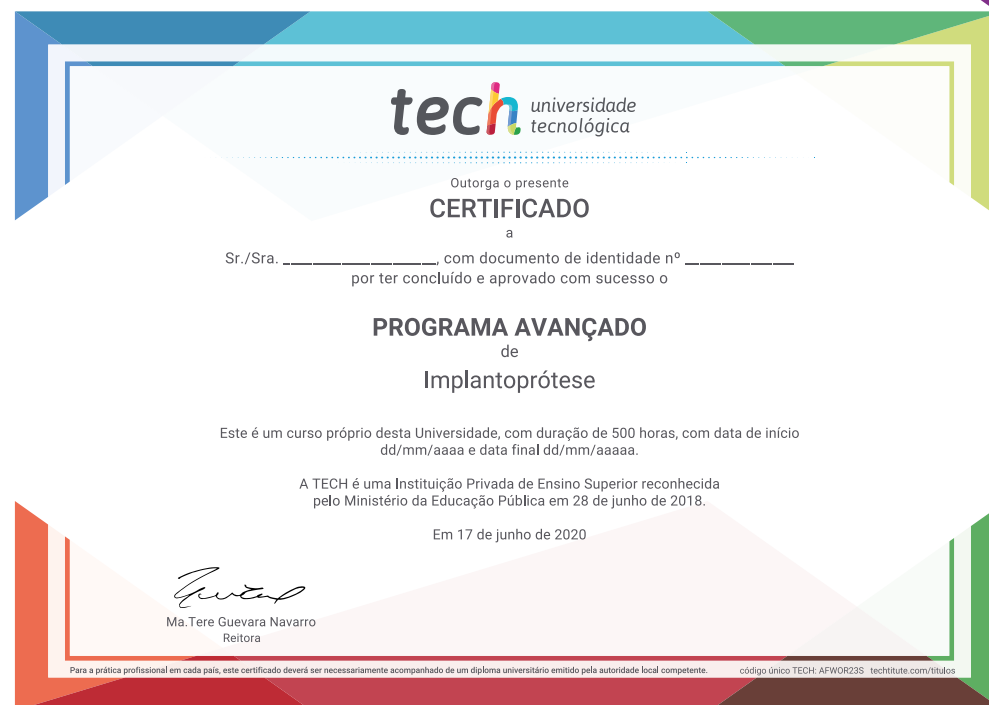 tech universidade
tecnológica
Outorga o presente
CERTIFICADO
a
Sr./Sra. ____________________, com documento de identidade nº ______________
por ter concluído e aprovado com sucesso o
PROGRAMA AVANÇADO
de
Implantoprótese
Este é um curso próprio desta Universidade, com duração de 500 horas, com data de início
dd/mm/aaaa e data final dd/mm/aaaaa.
A TECH é uma Instituição Privada de Ensino Superior reconhecida
pelo Ministério da Educação Pública em 28 de junho de 2018.
Em 17 de junho de 2020
Ma.Tere Guevara Navarro
Reitora
Para a prática profissional em cada país, este certificado deverá ser necessariamente acompanhado de um diploma universitário emitido pela autoridade local competente. código único TECH: AFWOR23S techtitute.com/titulos